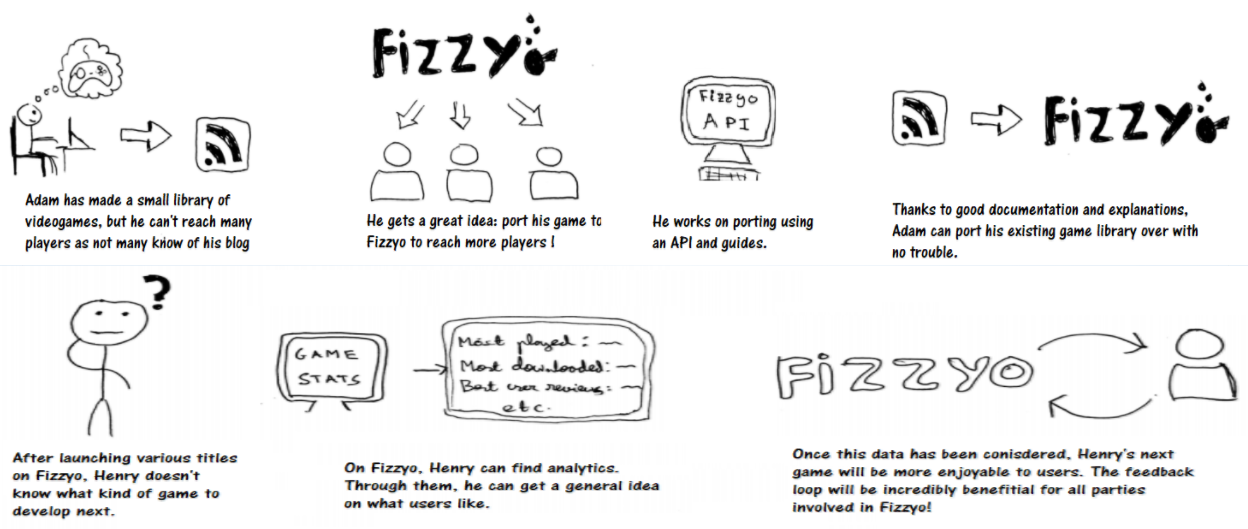 Fizzyo
Adam has made a small library of
videogames, but he can't reach many
players as not many know of his blog
He gets a great idea: port his game to
Fizzyo to reach more players !
Fizzyo
API
He works on porting using
an API and guides.
Fizzyo
Thanks to good documentation and explanations,
Adam can port his existing game library over with
no trouble.
?
After launching various titles
on Fizzyo, Henry doesn't
know what kind of game to
develop next.
GAME
STATS
Most played:
Most downloaded:
Best user reviews:
etc.
On Fizzyo, Henry can find analytics.
Through them, he can get a general idea
on what users like.
FiZZYO
Once this data has been conisdered, Henry's next
game will be more enjoyable to users. The feedback
loop will be incredibly benefitial for all parties
involved in Fizzyo!